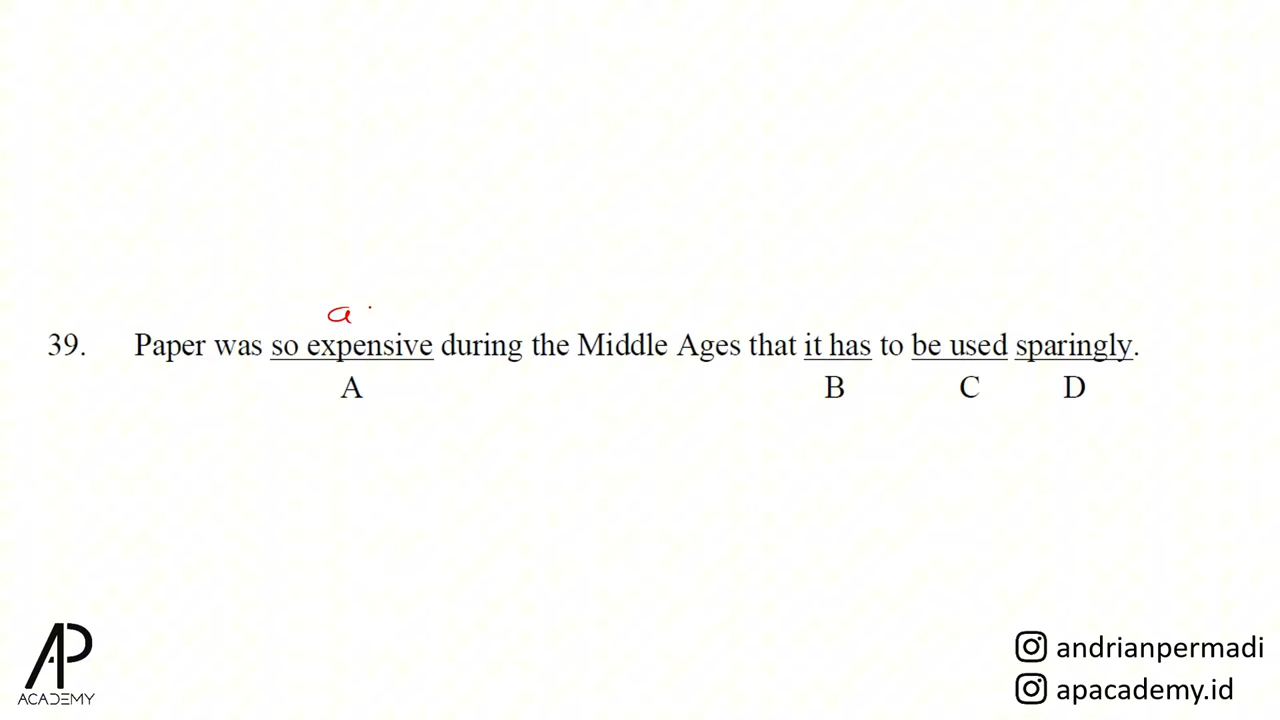 a
39. Paper was so expensive during the Middle Ages that it has to be used sparingly.
A B C D
AP
ACADEMY
andrianpermadi
apacademy.id